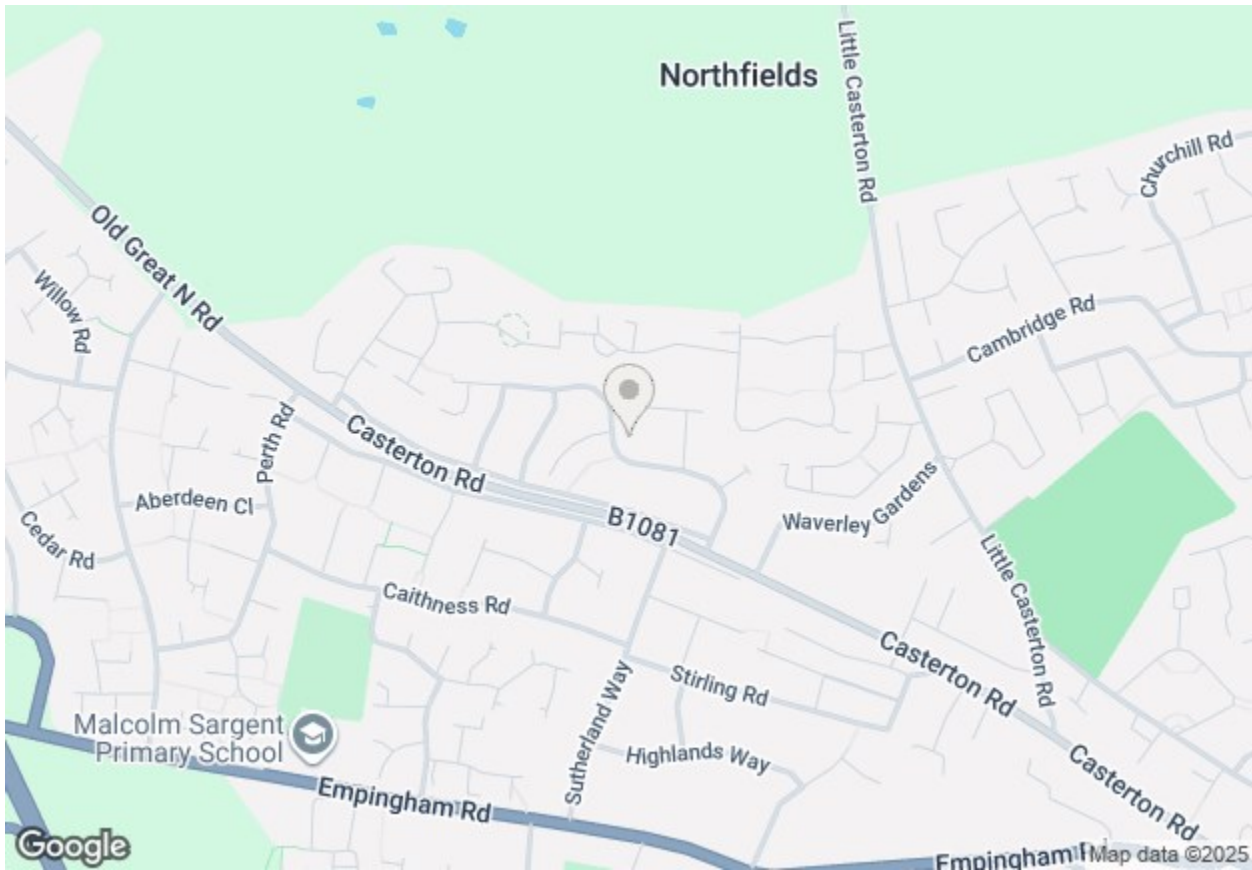 Northfields
Little Casterton Rd
Churchill Rd
Old Great N Rd
Willow Rd
Cambridge Rd
Perth Rd
Casterton Rd
Aberdeen Cl
Waverley Gardens
B1081
Cedar Rd
Little Casterton Rd
Caithness Rd
Casterton Rd
Stirling Rd
Sutherland Way
Malcolm Sargent
Primary School
Highlands Way
Casterton Rd
Empingham Rd
Google
Empingham
Map data ©2025